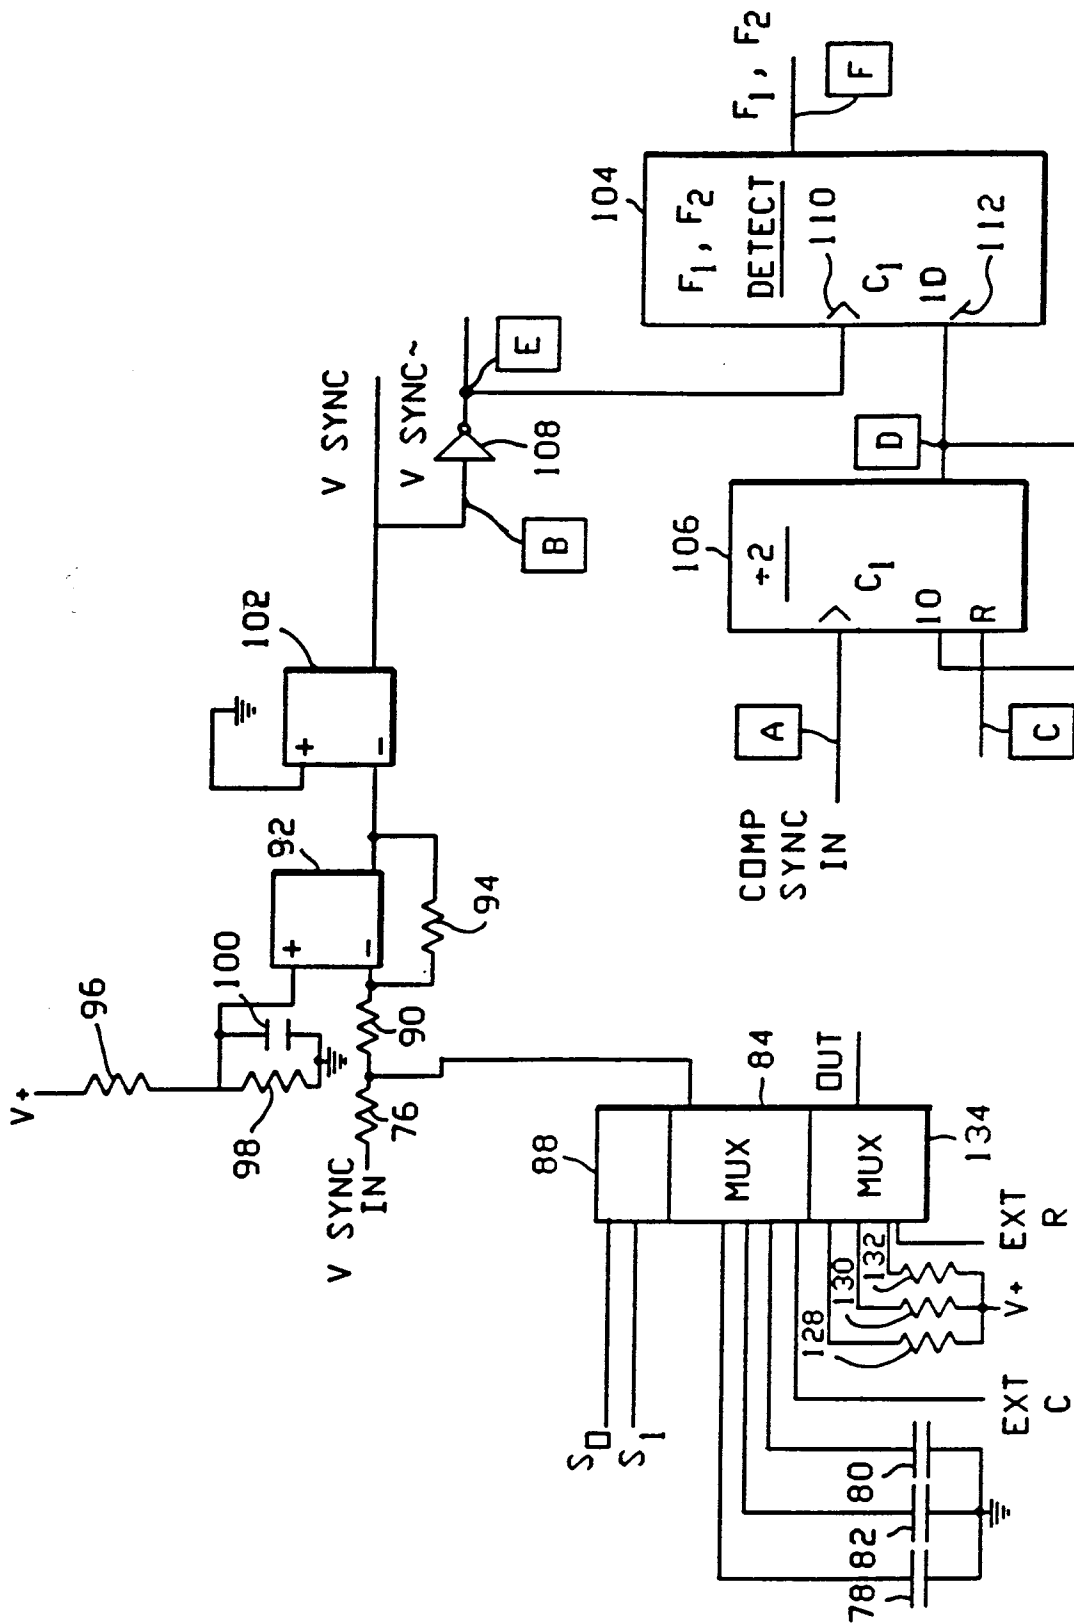 V+
96
98
100
92
102
V SYNC
V SYNC~
76
90
94
V SYNC
IN
B
108
E
88
84
OUT
S0
S1
MUX
MUX
134
128
130
132
EXT
R
V+
EXT
C
78
82
80
COMP
SYNC
IN
A
C
106
÷2
C1
1D
R
D
104
F1, F2
DETECT
110
C1
1D
112
F1, F2
F